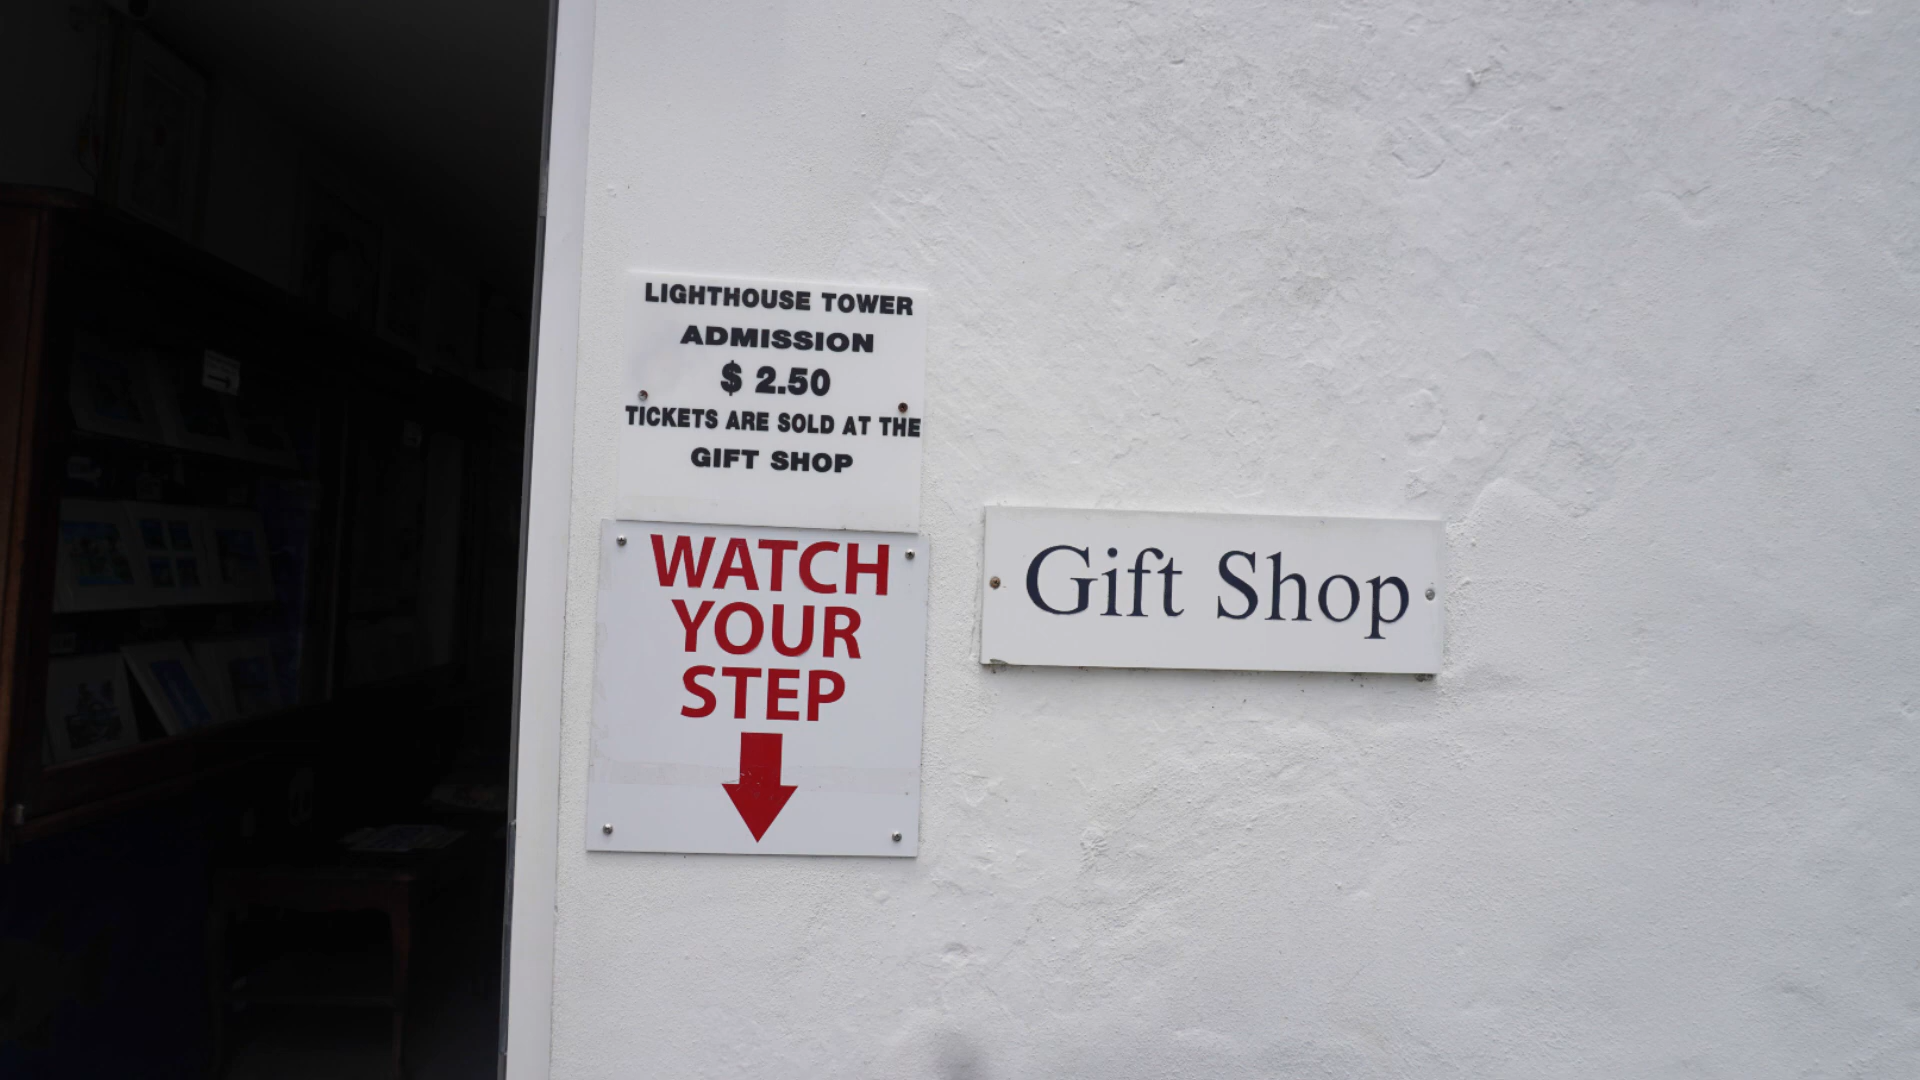 LIGHTHOUSE TOWER
ADMISSION
$ 2.50
TICKETS ARE SOLD AT THE
GIFT SHOP
WATCH
YOUR
STEP
Gift Shop